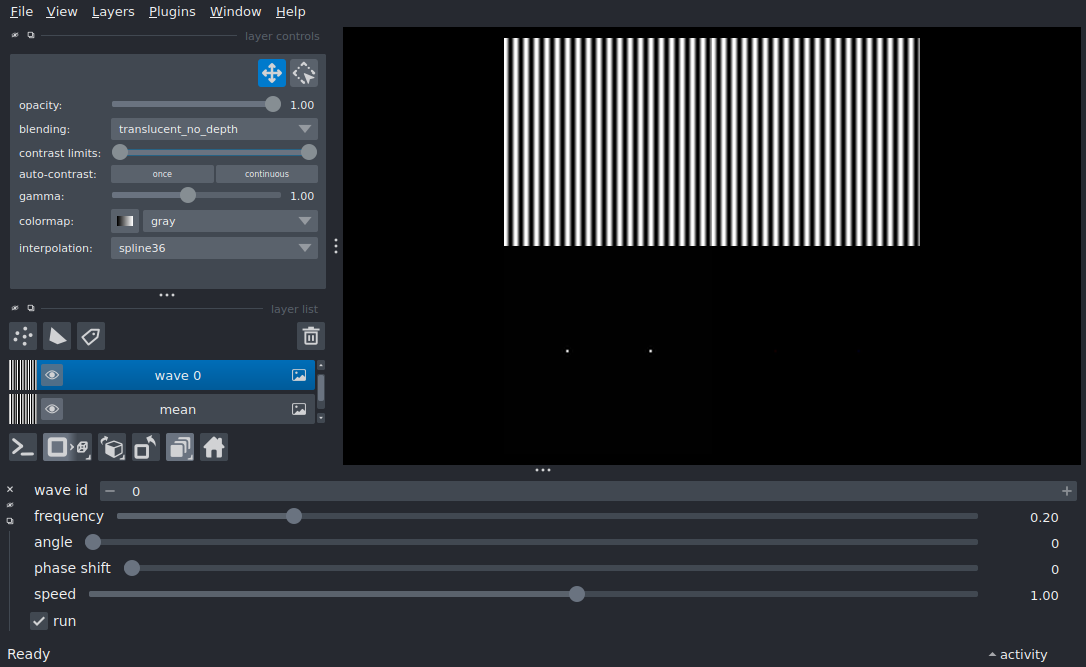 File View Layers Plugins Window Help
layer controls
opacity: 1.00
blending: translucent_no_depth
contrast limits:
auto-contrast: once continuous
gamma: 1.00
colormap: gray
interpolation: spline36
layer list
wave 0
mean
wave id 0
frequency 0.20
angle 0
phase shift 0
speed 1.00
run
Ready activity